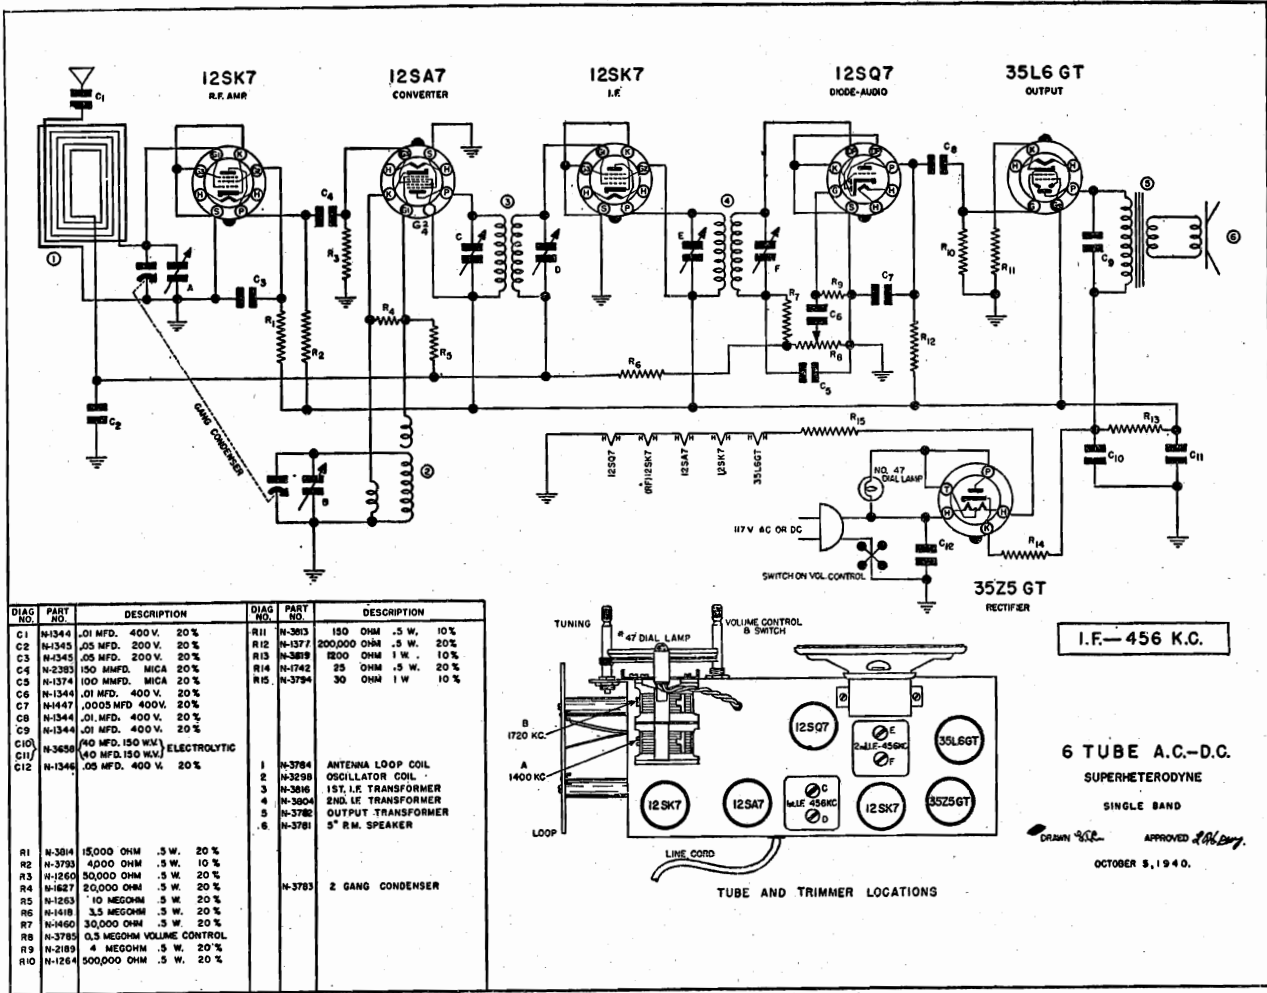 12SK7
R.F. AMP.
12SA7
CONVERTER
12SK7
I.F.
12SQ7
DIODE-AUDIO
35L6 GT
OUTPUT
C1
1
A
C3
R1
R2
C4
R3
G 2/4
R4
R5
C
3
D
R6
E
4
F
R7
R9
C6
R8
C5
C7
R12
C8
R10
R11
C9
5
6
C2
GANG CONDENSER
B
2
12SQ7
(RF) 12SK7
12SA7
12SK7
35L6GT
R15
R13
C10
C11
NO. 47
DIAL LAMP
117 V AC OR DC
C12
R14
SWITCH ON VOL. CONTROL
35Z5 GT
RECTIFIER
I.F.— 456 K.C.
DIAG NO. PART NO. DESCRIPTION
C1 N-1344 .01 MFD. 400 V. 20%
C2 N-1345 .05 MFD. 200 V. 20%
C3 N-1345 .05 MFD. 200 V. 20%
C4 N-2383 150 MMFD. MICA 20%
C5 N-1374 100 MMFD. MICA 20%
C6 N-1344 .01 MFD. 400 V. 20%
C7 N-1447 .0005 MFD 400V. 20%
C8 N-1344 .01 MFD. 400 V. 20%
C9 N-1344 .01 MFD. 400 V. 20%
C10 C11 N-3658 40 MFD. 150 W.V. 40 MFD. 150 W.V. ELECTROLYTIC
C12 N-1346 .05 MFD. 400 V. 20%
R1 N-3814 15,000 OHM .5 W. 20%
R2 N-3793 4,000 OHM .5 W. 10%
R3 N-1260 50,000 OHM .5 W. 20%
R4 N-1627 20,000 OHM .5 W. 20%
R5 N-1263 10 MEGOHM .5 W. 20%
R6 N-1418 3.5 MEGOHM .5 W. 20%
R7 N-1460 30,000 OHM .5 W. 20%
R8 N-3785 0.5 MEGOHM VOLUME CONTROL
R9 N-2189 4 MEGOHM .5 W. 20%
R10 N-1264 500,000 OHM .5 W. 20%
DIAG NO. PART NO. DESCRIPTION
R11 N-3813 150 OHM .5 W. 10%
R12 N-1377 200,000 OHM .5 W. 20%
R13 N-3819 1200 OHM 1 W. 10%
R14 N-1742 25 OHM .5 W. 20%
R15 N-3794 30 OHM 1 W 10%
1 N-3784 ANTENNA LOOP COIL
2 N-3298 OSCILLATOR COIL
3 N-3816 1ST. I.F. TRANSFORMER
4 N-3804 2ND. I.F. TRANSFORMER
5 N-3782 OUTPUT TRANSFORMER
6 N-3781 5" P.M. SPEAKER
N-3783 2 GANG CONDENSER
TUNING
# 47 DIAL LAMP
VOLUME CONTROL
& SWITCH
B
1720 KC.
A
1400 KC
LOOP
12SQ7
E
2nd I.F.-456KC
F
35L6GT
12SK7
12SA7
C
1st I.F. 456KC
D
12SK7
35Z5GT
LINE CORD
TUBE AND TRIMMER LOCATIONS
6 TUBE A.C.-D.C.
SUPERHETERODYNE
SINGLE BAND
DRAWN APPROVED
OCTOBER 5, 1940.